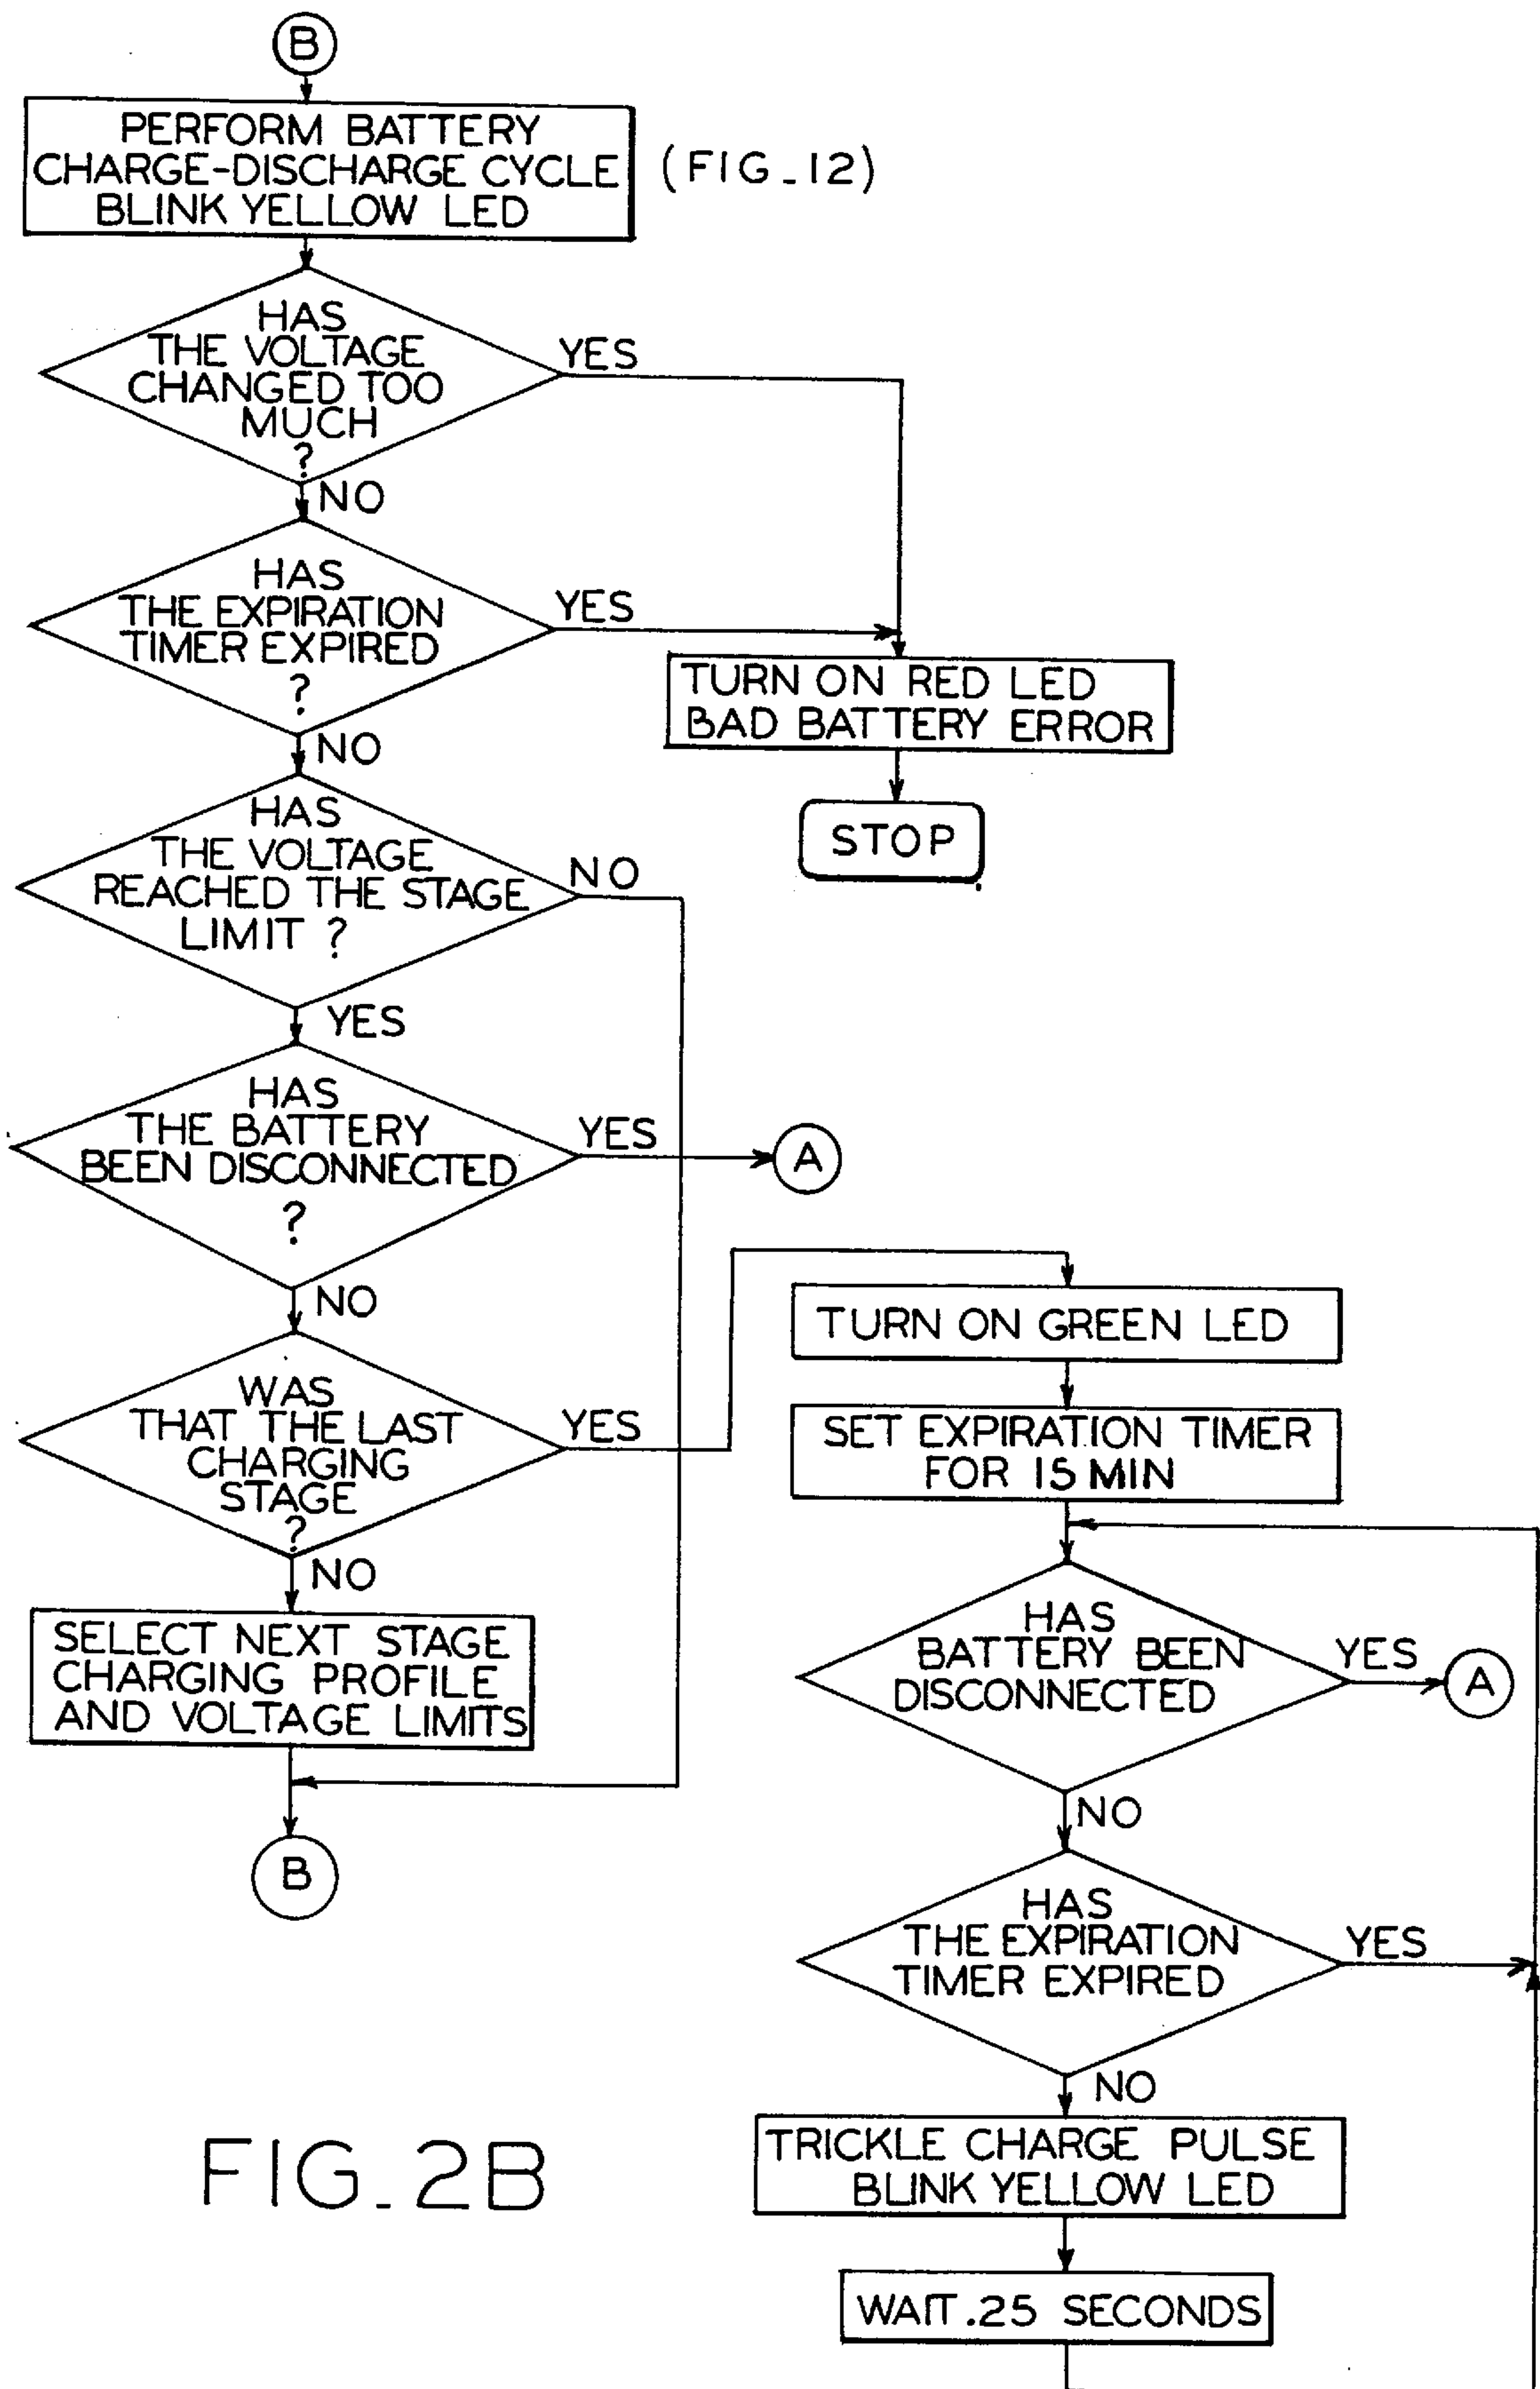 B
PERFORM BATTERY
CHARGE-DISCHARGE CYCLE
BLINK YELLOW LED
(FIG_12)
HAS
THE VOLTAGE
CHANGED TOO
MUCH
?
YES
NO
HAS
THE EXPIRATION
TIMER EXPIRED
?
YES
NO
TURN ON RED LED
BAD BATTERY ERROR
STOP
HAS
THE VOLTAGE
REACHED THE STAGE
LIMIT ?
NO
YES
HAS
THE BATTERY
BEEN DISCONNECTED
?
YES
A
NO
WAS
THAT THE LAST
CHARGING
STAGE
?
YES
NO
SELECT NEXT STAGE
CHARGING PROFILE
AND VOLTAGE LIMITS
B
TURN ON GREEN LED
SET EXPIRATION TIMER
FOR 15 MIN
HAS
BATTERY BEEN
DISCONNECTED
YES
A
NO
HAS
THE EXPIRATION
TIMER EXPIRED
YES
NO
TRICKLE CHARGE PULSE
BLINK YELLOW LED
WAIT .25 SECONDS
FIG_2B